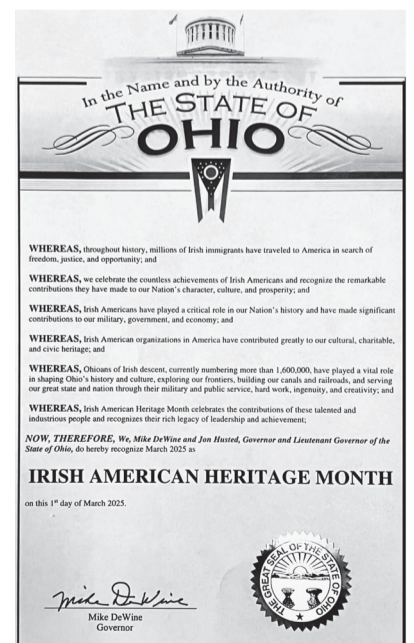 In the Name and by the Authority of
THE STATE OF
OHIO
WHEREAS, throughout history, millions of Irish immigrants have traveled to America in search of
freedom, justice, and opportunity; and
WHEREAS, we celebrate the countless achievements of Irish Americans and recognize the remarkable
contributions they have made to our Nation's character, culture, and prosperity; and
WHEREAS, Irish Americans have played a critical role in our Nation's history and have made significant
contributions to our military, government, and economy; and
WHEREAS, Irish American organizations in America have contributed greatly to our cultural, charitable,
and civic heritage; and
WHEREAS, Ohioans of Irish descent, currently numbering more than 1,600,000, have played a vital role
in shaping Ohio's history and culture, exploring our frontiers, building our canals and railroads, and serving
our great state and nation through their military and public service, hard work, ingenuity, and creativity; and
WHEREAS, Irish American Heritage Month celebrates the contributions of these talented and
industrious people and recognizes their rich legacy of leadership and achievement;
NOW, THEREFORE, We, Mike DeWine and Jon Husted, Governor and Lieutenant Governor of the
State of Ohio, do hereby recognize March 2025 as
IRISH AMERICAN HERITAGE MONTH
on this 1st day of March 2025.
Mike DeWine
Mike DeWine
Governor
THE GREAT SEAL OF THE STATE OF OHIO